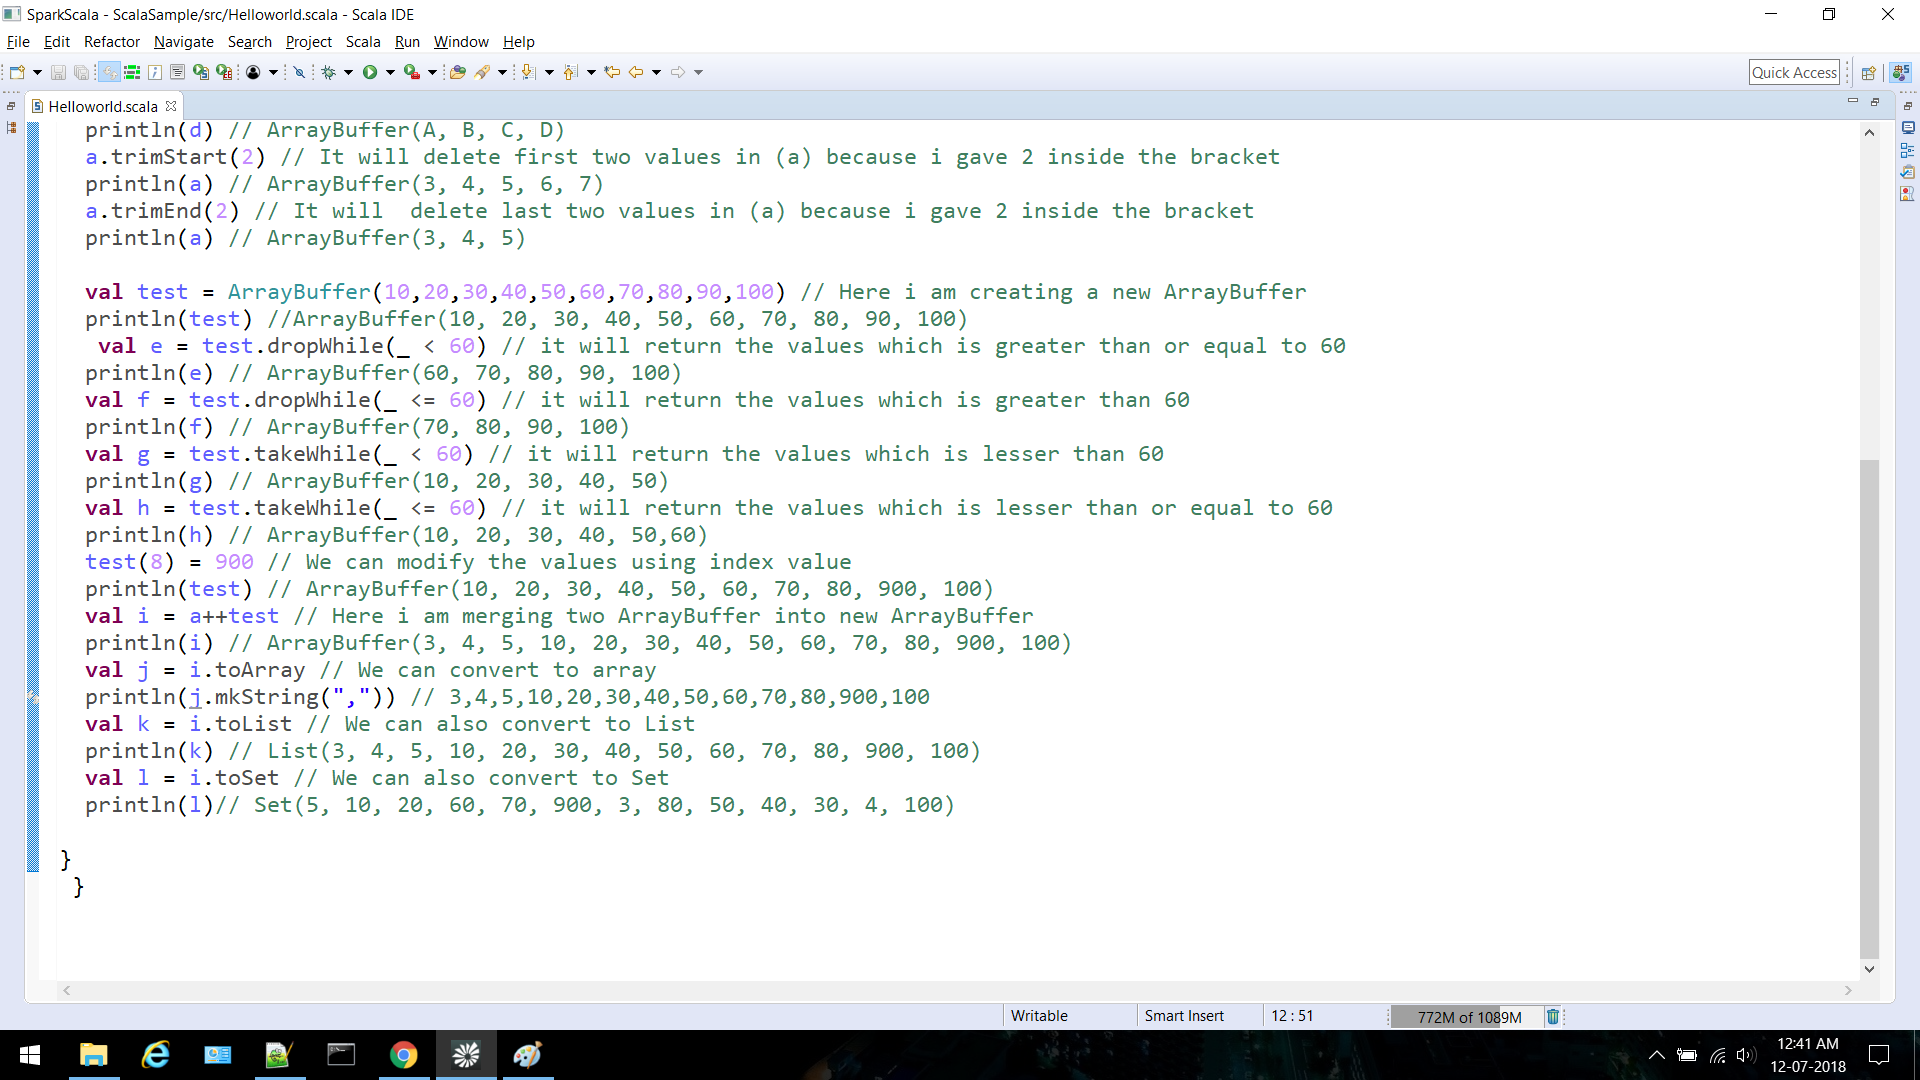 SparkScala - ScalaSample/src/Helloworld.scala - Scala IDE
File Edit Refactor Navigate Search Project Scala Run Window Help
Quick Access
Helloworld.scala
println(d) // ArrayBuffer(A, B, C, D)
a.trimStart(2) // It will delete first two values in (a) because i gave 2 inside the bracket
println(a) // ArrayBuffer(3, 4, 5, 6, 7)
a.trimEnd(2) // It will  delete last two values in (a) because i gave 2 inside the bracket
println(a) // ArrayBuffer(3, 4, 5)
val test = ArrayBuffer(10,20,30,40,50,60,70,80,90,100) // Here i am creating a new ArrayBuffer
println(test) //ArrayBuffer(10, 20, 30, 40, 50, 60, 70, 80, 90, 100)
val e = test.dropWhile(_ < 60) // it will return the values which is greater than or equal to 60
println(e) // ArrayBuffer(60, 70, 80, 90, 100)
val f = test.dropWhile(_ <= 60) // it will return the values which is greater than 60
println(f) // ArrayBuffer(70, 80, 90, 100)
val g = test.takeWhile(_ < 60) // it will return the values which is lesser than 60
println(g) // ArrayBuffer(10, 20, 30, 40, 50)
val h = test.takeWhile(_ <= 60) // it will return the values which is lesser than or equal to 60
println(h) // ArrayBuffer(10, 20, 30, 40, 50,60)
test(8) = 900 // We can modify the values using index value
println(test) // ArrayBuffer(10, 20, 30, 40, 50, 60, 70, 80, 900, 100)
val i = a++test // Here i am merging two ArrayBuffer into new ArrayBuffer
println(i) // ArrayBuffer(3, 4, 5, 10, 20, 30, 40, 50, 60, 70, 80, 900, 100)
val j = i.toArray // We can convert to array
println(j.mkString(",")) // 3,4,5,10,20,30,40,50,60,70,80,900,100
val k = i.toList // We can also convert to List
println(k) // List(3, 4, 5, 10, 20, 30, 40, 50, 60, 70, 80, 900, 100)
val l = i.toSet // We can also convert to Set
println(l)// Set(5, 10, 20, 60, 70, 900, 3, 80, 50, 40, 30, 4, 100)
}
}
Writable Smart Insert 12 : 51 772M of 1089M
12:41 AM
12-07-2018